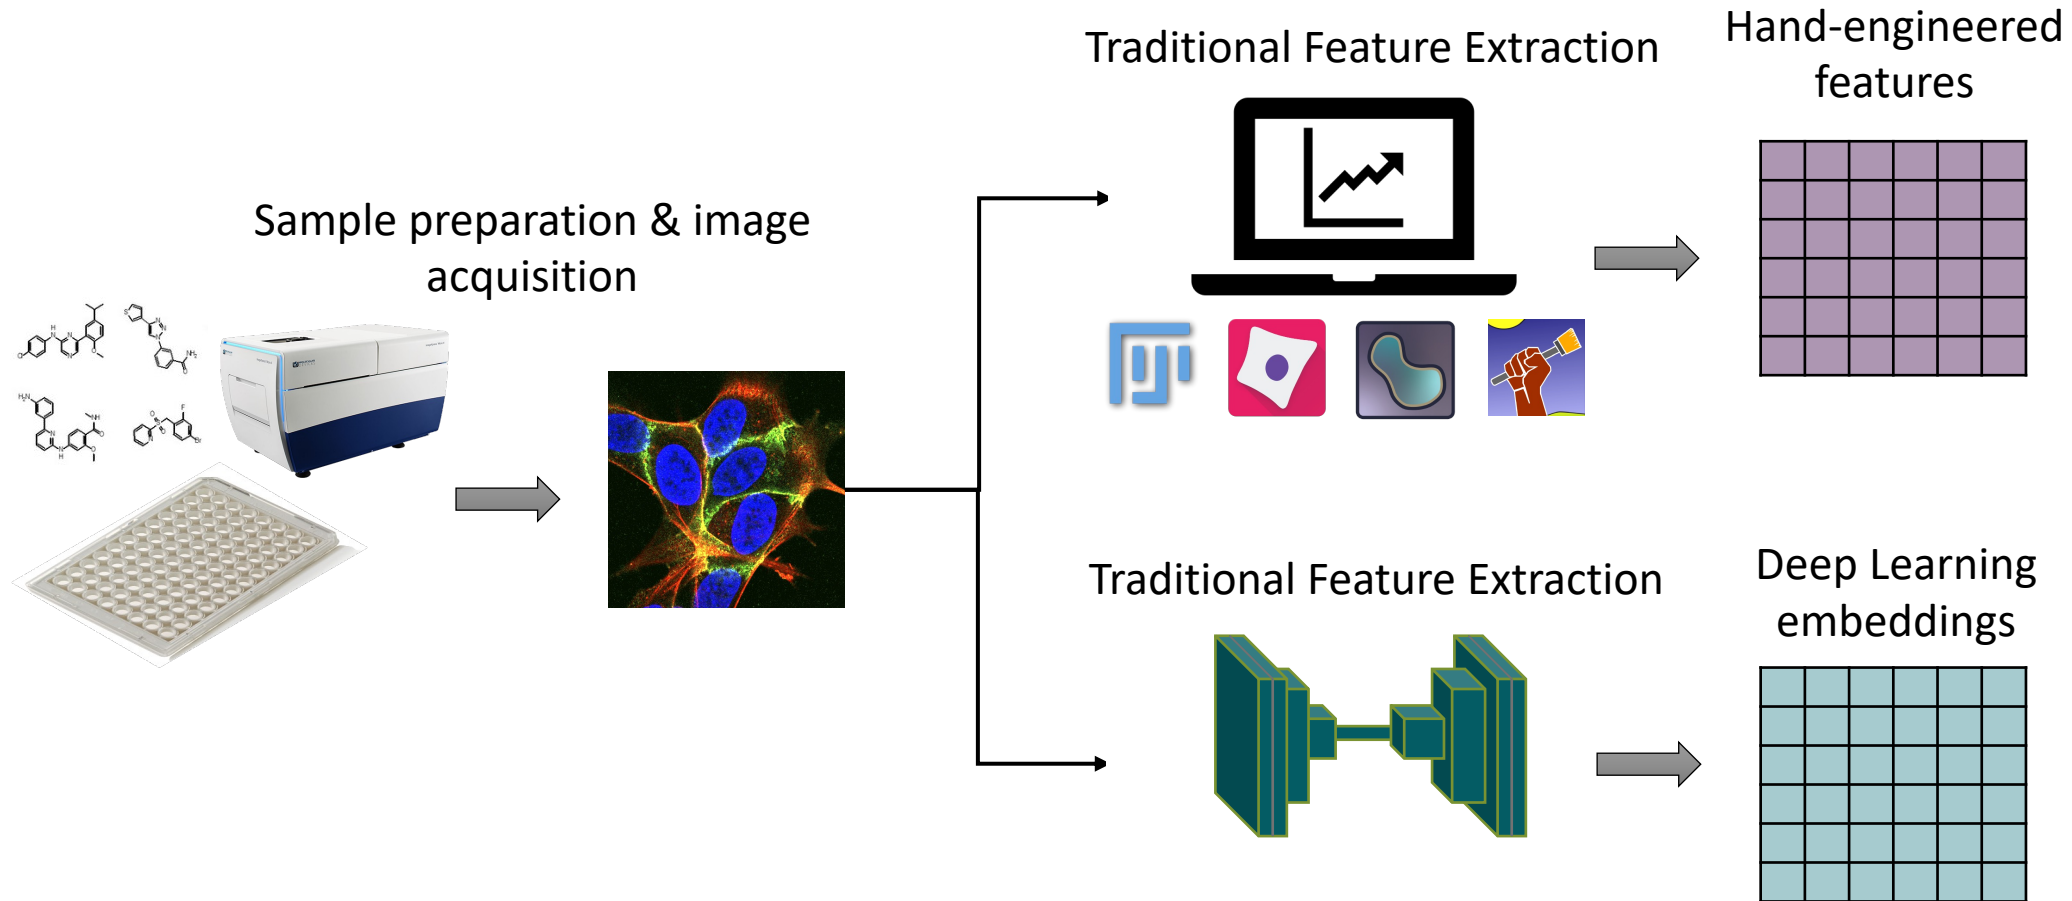 Traditional Feature Extraction
Hand-engineered
features
Sample preparation & image
acquisition
Traditional Feature Extraction
Deep Learning
embeddings